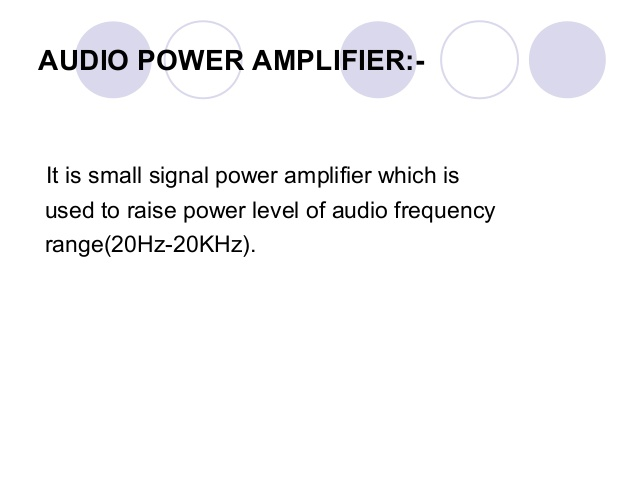 AUDIO POWER AMPLIFIER:-
It is small signal power amplifier which is
used to raise power level of audio frequency
range(20Hz-20KHz).